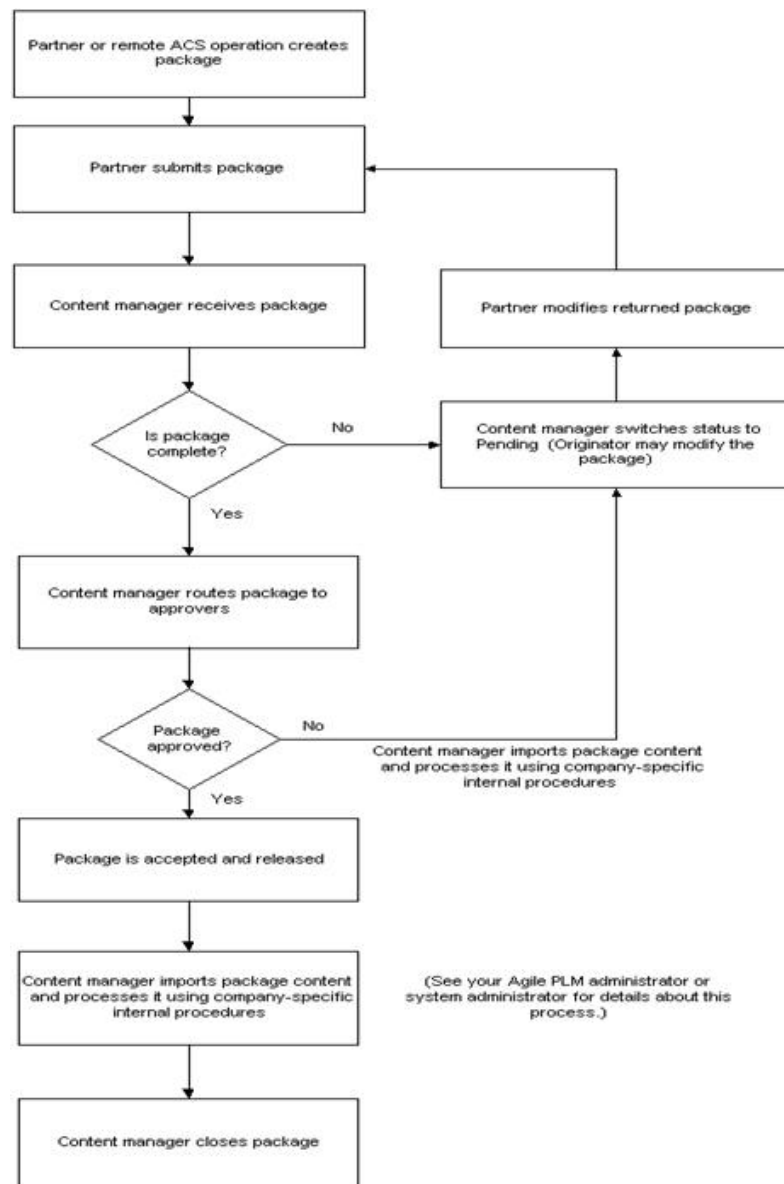 Partner or remote ACS operation creates
package
Partner submits package
Content manager receives package
Partner modifies returned package
Is package
complete?
No
Content manager switches status to
Pending (Originator may modify the
package)
Yes
Content manager routes package to
approvers
Package
approved?
No
Content manager imports package content
and processes it using company-specific
internal procedures
Yes
Package is accepted and released
Content manager imports package content
and processes it using company-specific
internal procedures
(See your Agile PLM administrator or
system administrator for details about this
process.)
Content manager closes package